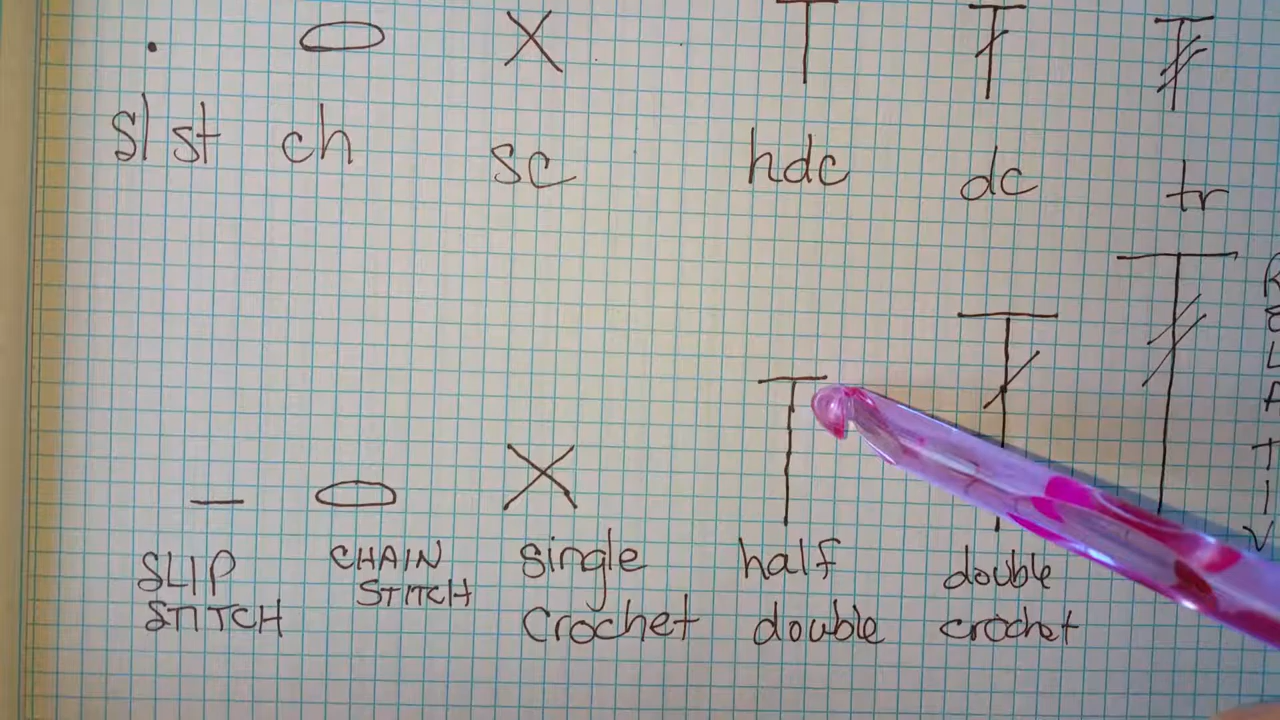 sl st ch sc hdc dc tr
SLIP STITCH
CHAIN STITCH
single crochet
half double
double crochet